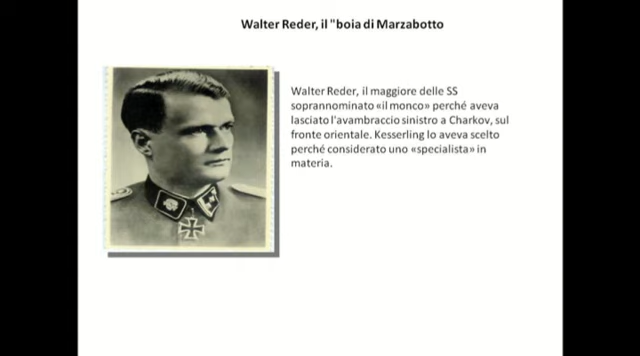 Walter Reder, il "boia di Marzabotto
Walter Reder, il maggiore delle SS
soprannominato «il monco» perché aveva
lasciato l'avambraccio sinistro a Charkov, sul
fronte orientale. Kesserling lo aveva scelto
perché considerato uno «specialista» in
materia.